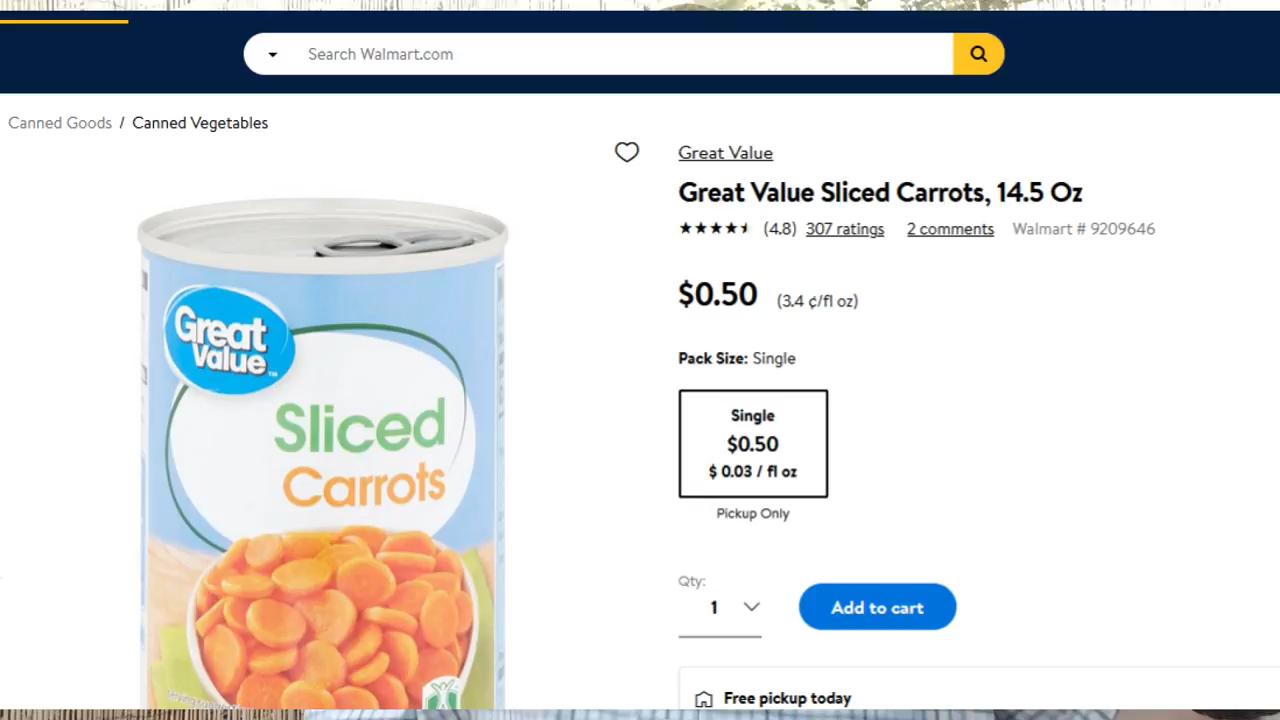 Search Walmart.com
Canned Goods / Canned Vegetables
Great Value
Great Value Sliced Carrots, 14.5 Oz
(4.8) 307 ratings 2 comments Walmart # 9209646
$0.50 (3.4 ¢/fl oz)
Pack Size: Single
Single
$0.50
$ 0.03 / fl oz
Pickup Only
Qty:
1
Add to cart
Free pickup today
Great
Value™
Sliced
Carrots